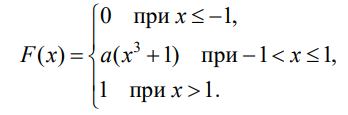 0 при x ≤ −1,
F(x) = { a(x³ + 1) при −1 < x ≤ 1,
1 при x > 1.